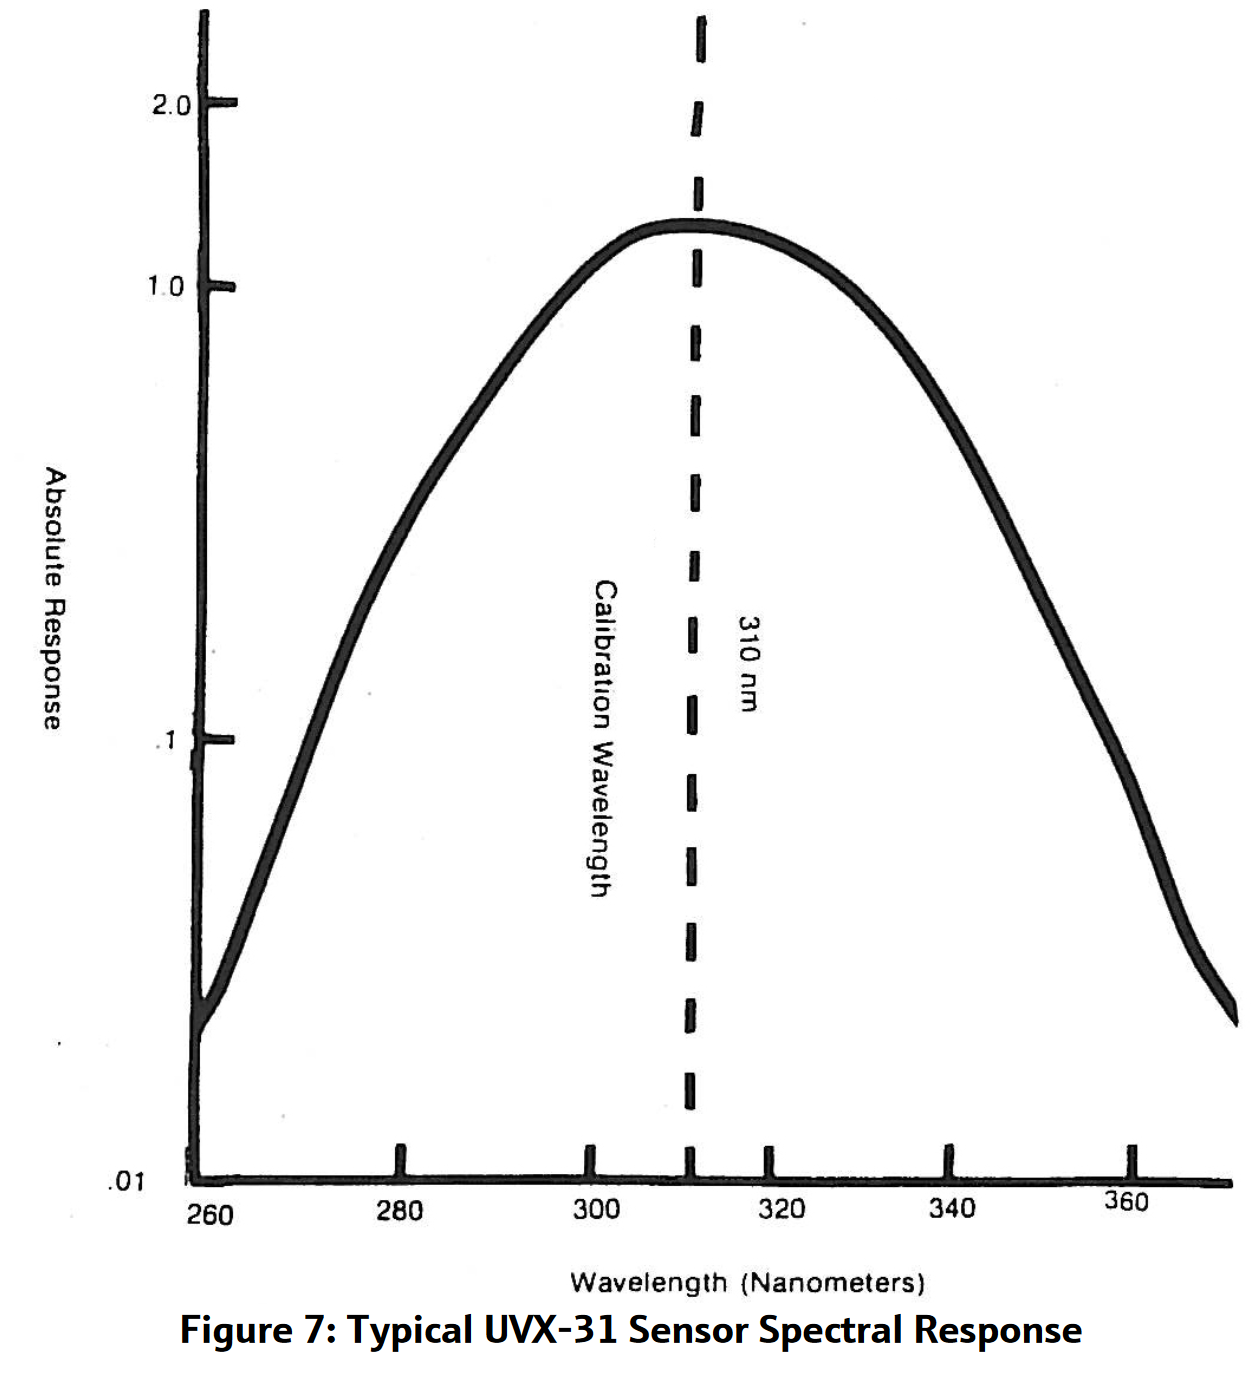 2.0
1.0
.1
.01
Absolute Response
Calibration Wavelength
310 nm
260 280 300 320 340 360
Wavelength (Nanometers)
Figure 7: Typical UVX-31 Sensor Spectral Response